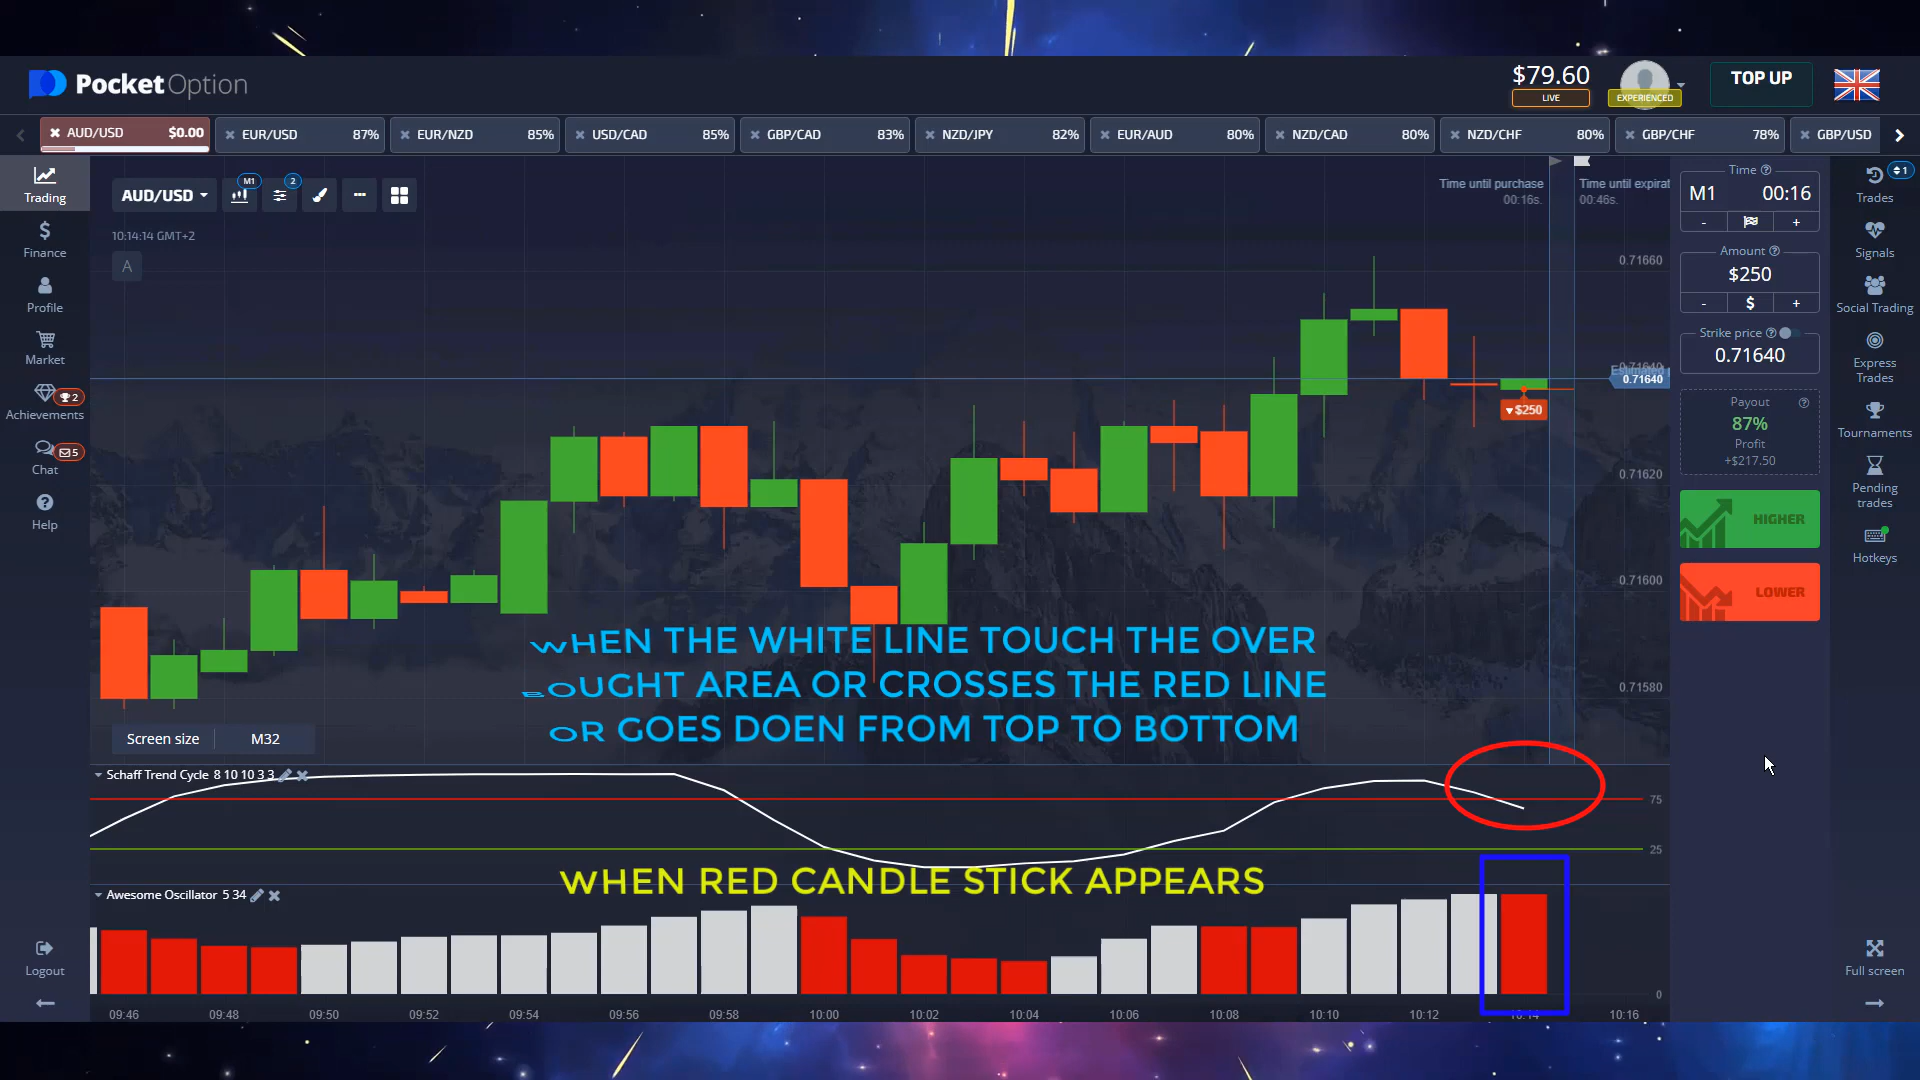 PocketOption
$79.60
LIVE
EXPERIENCED
TOP UP
AUD/USD $0.00
EUR/USD 87%
EUR/NZD 85%
USD/CAD 85%
GBP/CAD 83%
NZD/JPY 82%
EUR/AUD 80%
NZD/CAD 80%
NZD/CHF 80%
GBP/CHF 78%
GBP/USD
Trading
Finance
Profile
Market
Achievements 2
Chat 5
Help
Logout
AUD/USD
M1
2
10:14:14 GMT+2
A
Time until purchase
00:16s.
Time until expirat
00:46s.
0.71660
0.71640
0.71620
0.71600
0.71580
$250
WHEN THE WHITE LINE TOUCH THE OVER
BOUGHT AREA OR CROSSES THE RED LINE
OR GOES DOEN FROM TOP TO BOTTOM
Screen size M32
Schaff Trend Cycle 8 10 10 3 3
75
25
WHEN RED CANDLE STICK APPEARS
Awesome Oscillator 5 34
0
09:46 09:48 09:50 09:52 09:54 09:56 09:58 10:00 10:02 10:04 10:06 10:08 10:10 10:12 10:14 10:16
Time
M1 00:16
- +
Amount
$250
- $ +
Strike price
0.71640
Payout
87%
Profit
+$217.50
HIGHER
LOWER
1
Trades
Signals
Social Trading
Express
Trades
Tournaments
Pending
trades
Hotkeys
Full screen